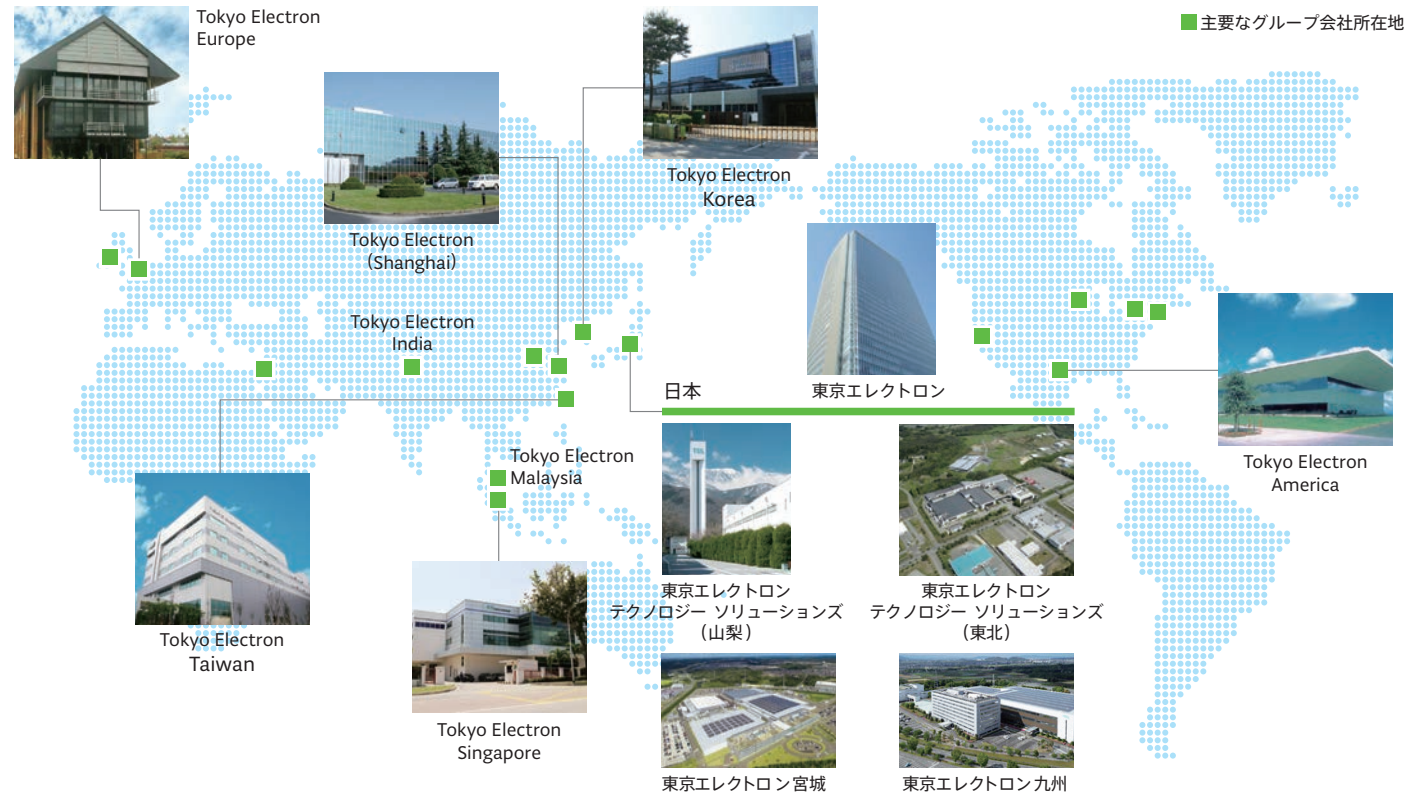 Tokyo Electron
Europe
主要なグループ会社所在地
Tokyo Electron
Korea
Tokyo Electron
(Shanghai)
Tokyo Electron
India
日本
東京エレクトロン
Tokyo Electron
America
Tokyo Electron
Malaysia
東京エレクトロン
テクノロジー ソリューションズ
(山梨)
東京エレクトロン
テクノロジー ソリューションズ
(東北)
Tokyo Electron
Taiwan
Tokyo Electron
Singapore
東京エレクトロン宮城
東京エレクトロン九州